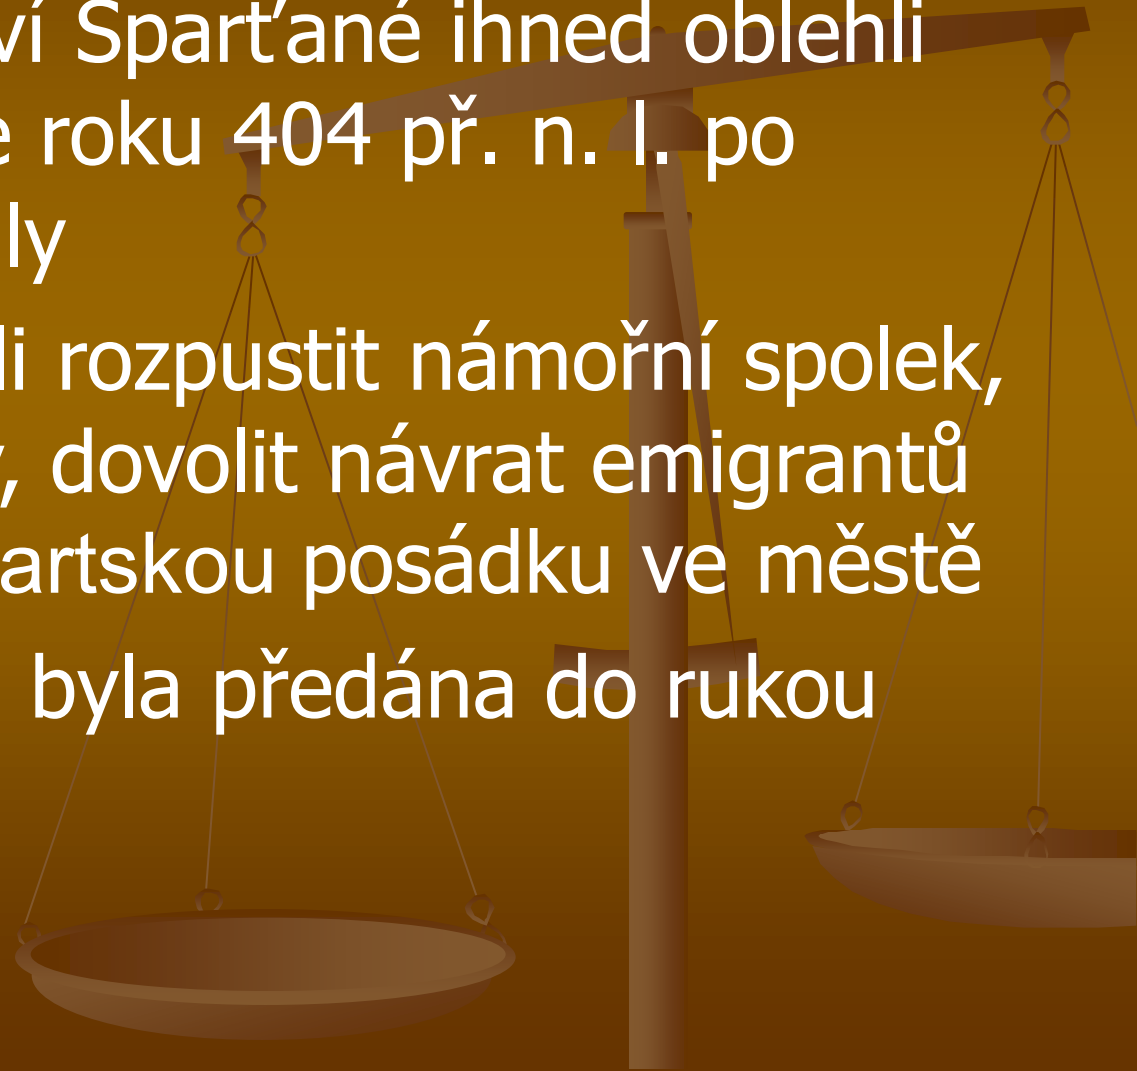 ví Sparťané ihned oblehli
e roku 404 př. n. l. po
ly
li rozpustit námořní spolek,
, dovolit návrat emigrantů
artskou posádku ve městě
byla předána do rukou